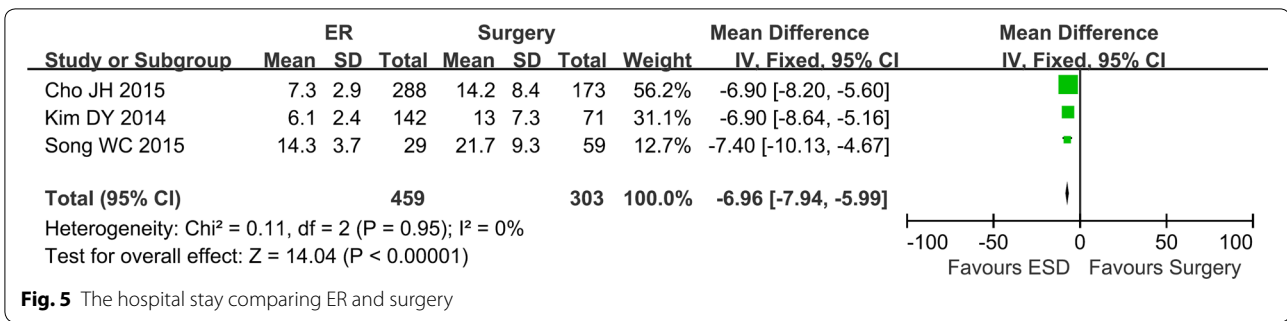 ER Surgery Mean Difference Mean Difference
Study or Subgroup Mean SD Total Mean SD Total Weight IV, Fixed, 95% CI IV, Fixed, 95% CI
Cho JH 2015 7.3 2.9 288 14.2 8.4 173 56.2% -6.90 [-8.20, -5.60]
Kim DY 2014 6.1 2.4 142 13 7.3 71 31.1% -6.90 [-8.64, -5.16]
Song WC 2015 14.3 3.7 29 21.7 9.3 59 12.7% -7.40 [-10.13, -4.67]
Total (95% CI) 459 303 100.0% -6.96 [-7.94, -5.99]
Heterogeneity: Chi² = 0.11, df = 2 (P = 0.95); I² = 0%
Test for overall effect: Z = 14.04 (P < 0.00001)
-100 -50 0 50 100
Favours ESD Favours Surgery
Fig. 5 The hospital stay comparing ER and surgery